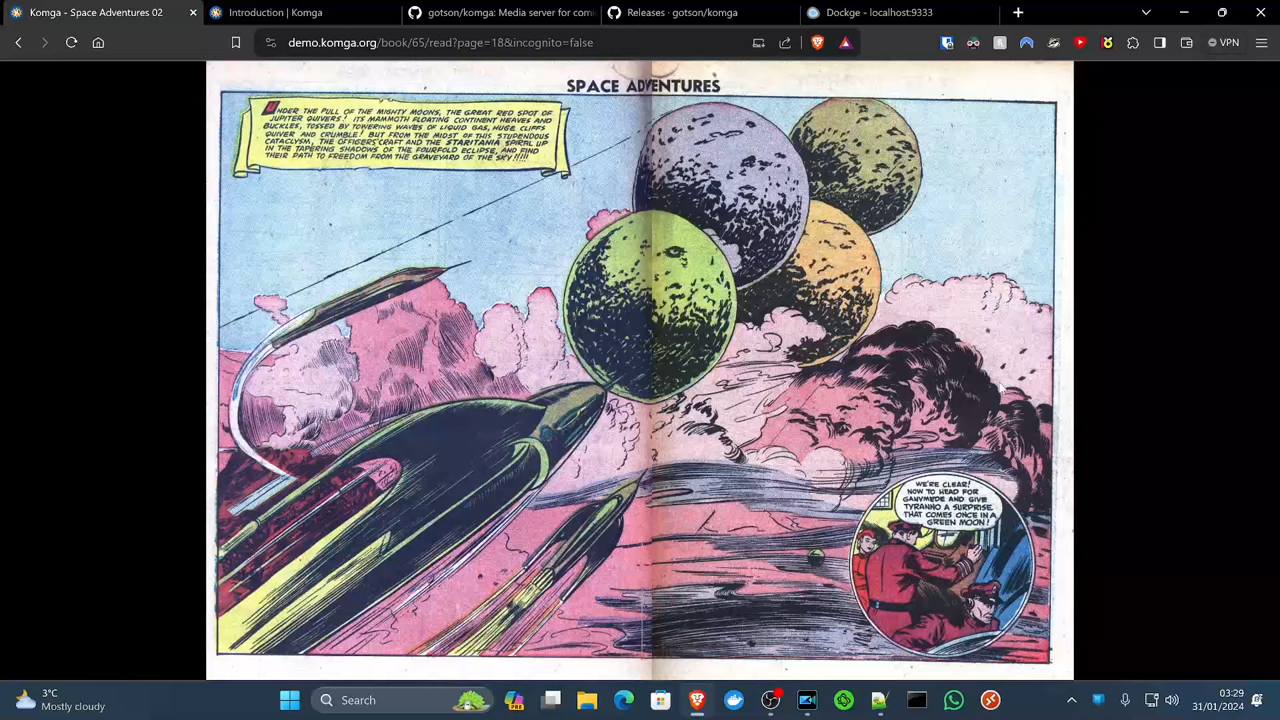 Komga - Space Adventures 02
Introduction | Komga
gotson/komga: Media server for comi
Releases · gotson/komga
Dockge - localhost:9333
demo.komga.org/book/65/read?page=18&incognito=false
VPN
SPACE ADVENTURES
UNDER THE PULL OF THE MIGHTY MOONS, THE GREAT RED SPOT OF
JUPITER QUIVERS! ITS MAMMOTH FLOATING CONTINENT HEAVES AND
BUCKLES, TOSSED BY TOWERING WAVES OF LIQUID GAS, HUGE CLIFFS
QUIVER AND CRUMBLE! BUT FROM THE MIDST OF THIS STUPENDOUS
CATACLYSM, THE OFFICERS' CRAFT AND THE STARITANIA SPIRAL UP
IN THE TAPERING SHADOWS OF THE FOURFOLD ECLIPSE, AND FIND
THEIR PATH TO FREEDOM FROM THE GRAVEYARD OF THE SKY!!!!!
WE'RE CLEAR!
NOW TO HEAD FOR
GANYMEDE AND GIVE
TYRANNO A SURPRISE
THAT COMES ONCE IN A
GREEN MOON!
3°C
Mostly cloudy
Search
PRE
03:25
31/01/2024